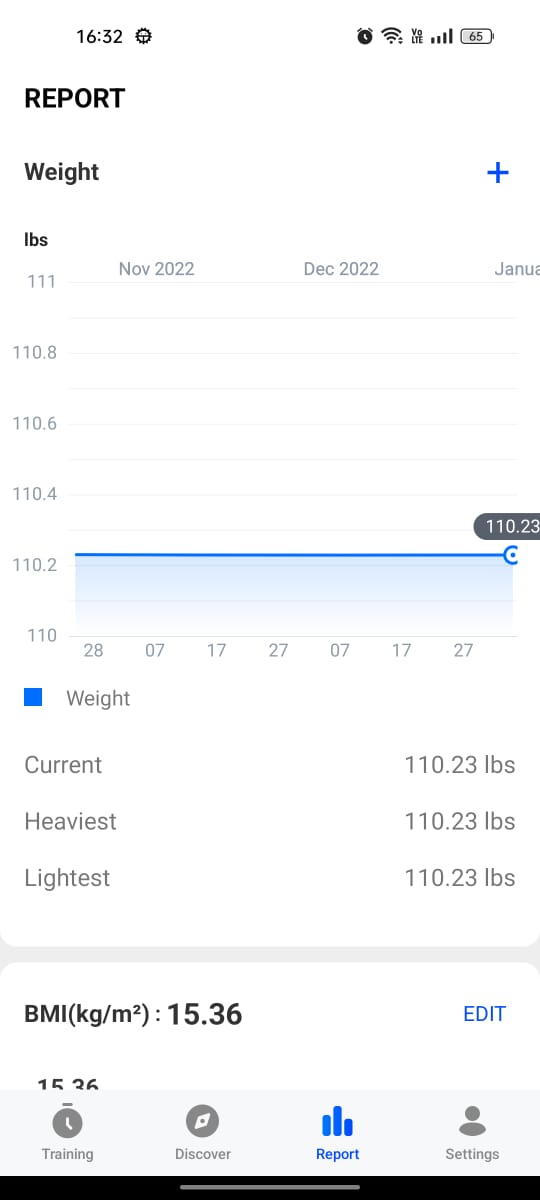 16:32
Vo LTE
65
REPORT
Weight
+
lbs
Nov 2022 Dec 2022 Janua
111
110.8
110.6
110.4
110.23
110.2
110
28 07 17 27 07 17 27
Weight
Current 110.23 lbs
Heaviest 110.23 lbs
Lightest 110.23 lbs
BMI(kg/m²) : 15.36 EDIT
15.36
Training Discover Report Settings